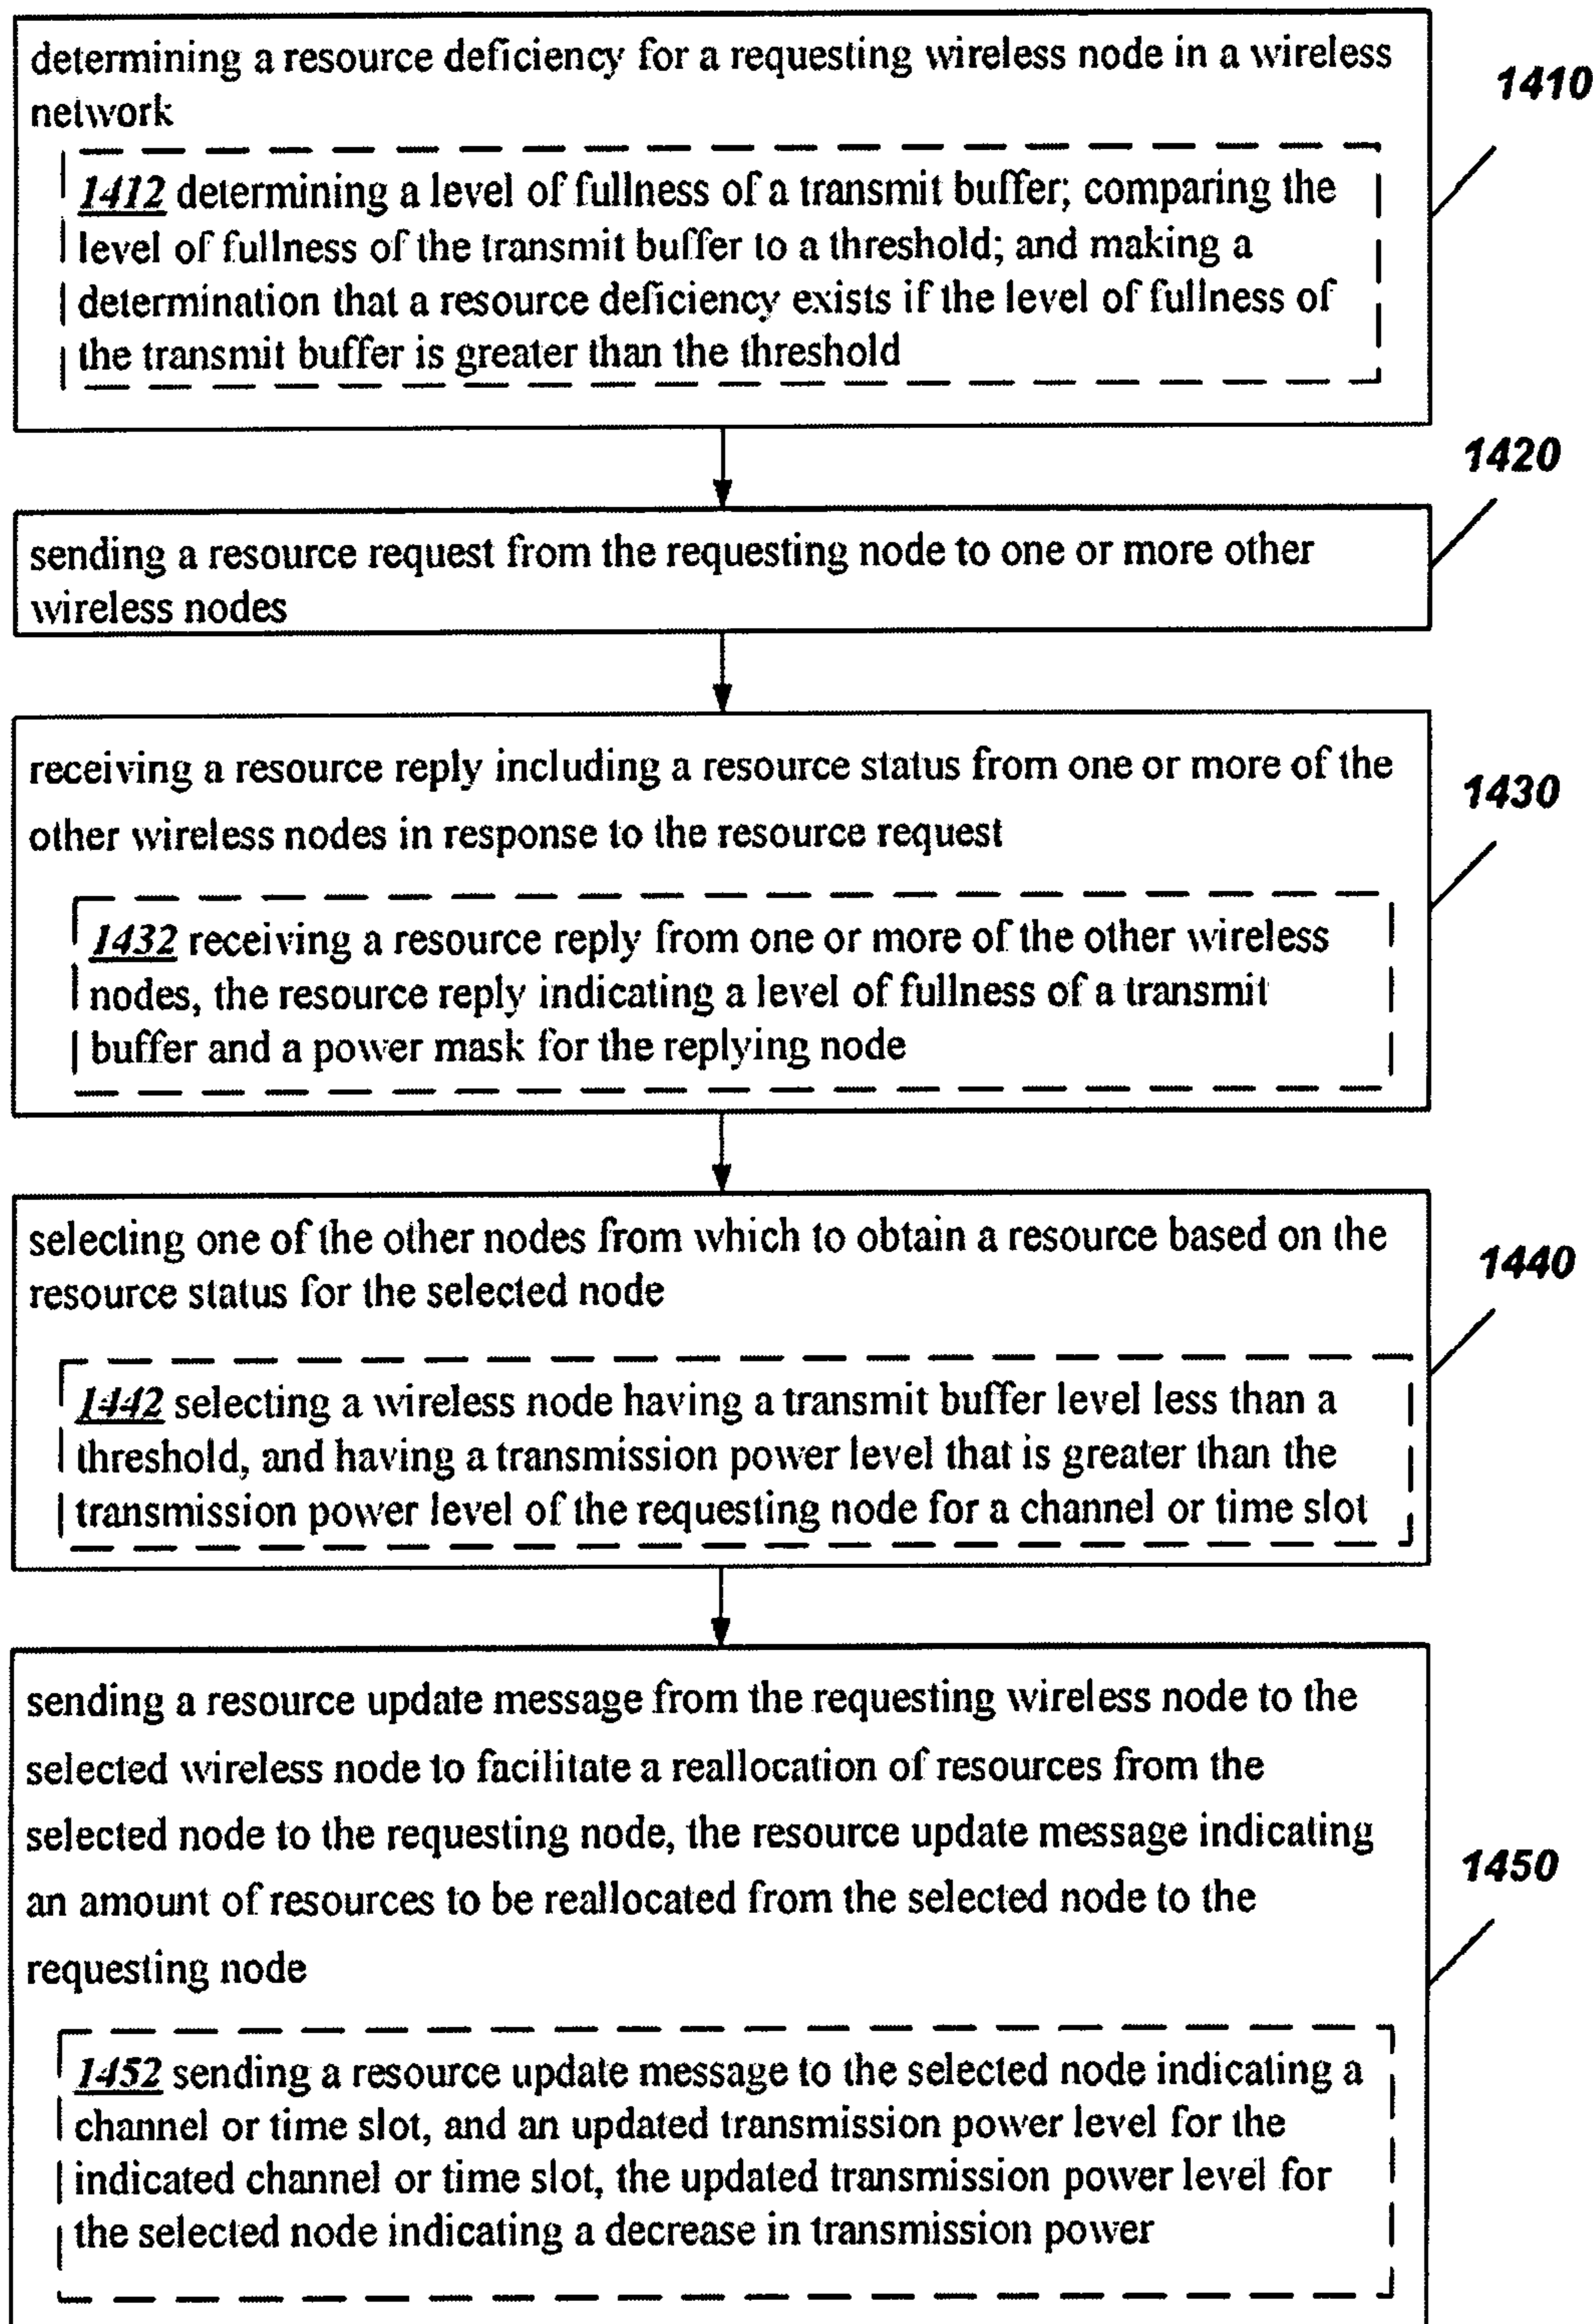 determining a resource deficiency for a requesting wireless node in a wireless
network
1410
1412 determining a level of fullness of a transmit buffer; comparing the
level of fullness of the transmit buffer to a threshold; and making a
determination that a resource deficiency exists if the level of fullness of
the transmit buffer is greater than the threshold
1420
sending a resource request from the requesting node to one or more other
wireless nodes
receiving a resource reply including a resource status from one or more of the
other wireless nodes in response to the resource request
1430
1432 receiving a resource reply from one or more of the other wireless
nodes, the resource reply indicating a level of fullness of a transmit
buffer and a power mask for the replying node
selecting one of the other nodes from which to obtain a resource based on the
resource status for the selected node
1440
1442 selecting a wireless node having a transmit buffer level less than a
threshold, and having a transmission power level that is greater than the
transmission power level of the requesting node for a channel or time slot
sending a resource update message from the requesting wireless node to the
selected wireless node to facilitate a reallocation of resources from the
selected node to the requesting node, the resource update message indicating
an amount of resources to be reallocated from the selected node to the
requesting node
1450
1452 sending a resource update message to the selected node indicating a
channel or time slot, and an updated transmission power level for the
indicated channel or time slot, the updated transmission power level for
the selected node indicating a decrease in transmission power